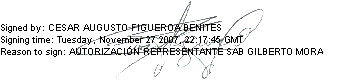 Signed by: CESAR AUGUSTO FIGUEROA BENITES
Signing time: Tuesday, November 27 2007, 22:17:45 GMT
Reason to sign: AUTORIZACIÓN REPRESENTANTE SAB GILBERTO MORA